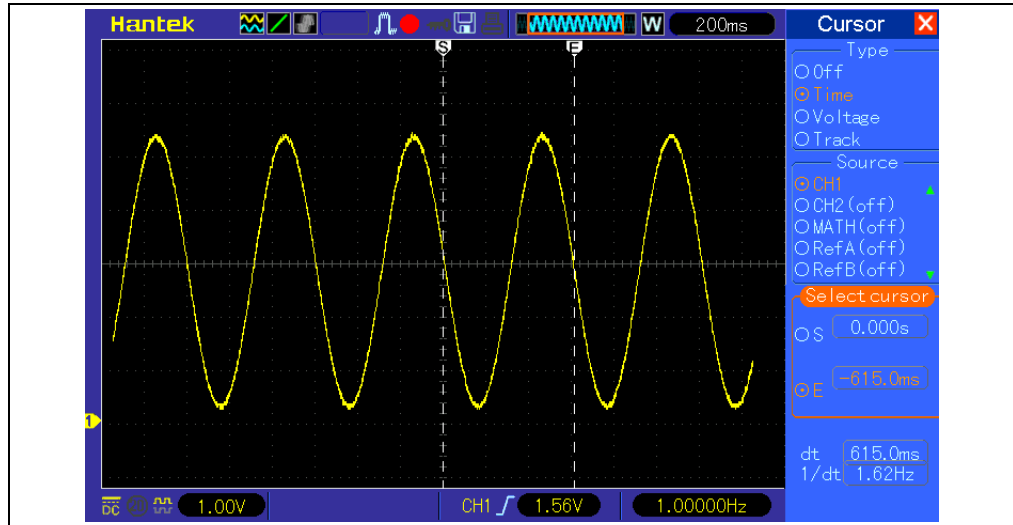 Hantek W 200ms Cursor
S E
Type
Off
Time
Voltage
Track
Source
CH1
CH2(off)
MATH(off)
RefA(off)
RefB(off)
Select cursor
S 0.000s
E -615.0ms
1
dt 615.0ms
1/dt 1.62Hz
DC 20 1.00V CH1 1.56V 1.00000Hz